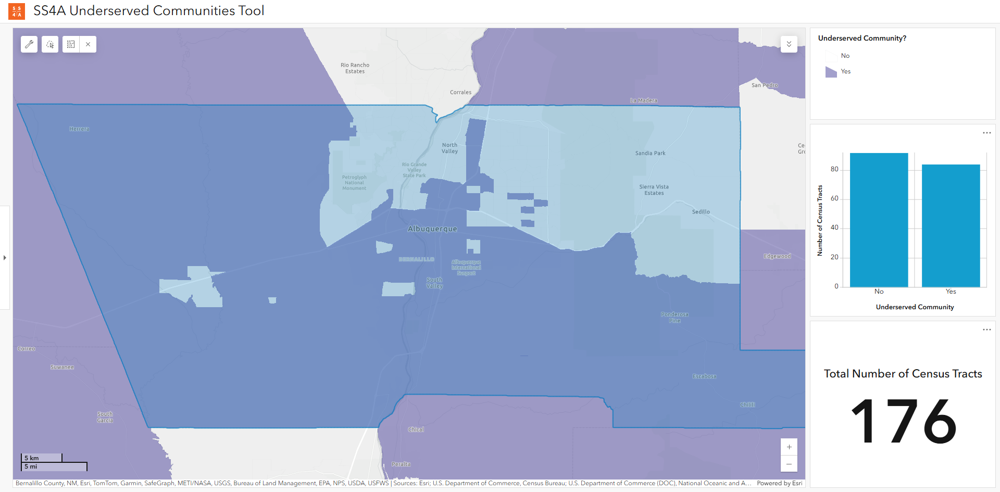 SS
4A
SS4A Underserved Communities Tool
Rio Rancho
Estates
Corrales
La Madera
San Pedro
Herrera
North
Valley
Rio Grande
Valley
State Park
Petroglyph
National
Monument
Sandia Park
Sierra Vista
Estates
Sedillo
Ce
Gro
Albuquerque
BERNALILLO
Albuquerque
International
Sunport
South
Valley
Edgewood
Ponderosa
Pine
Correo
Suwanee
Escabosa
Chilili
South
Garcia
Chical
Peralta
5 km
5 mi
+
−
Bernalillo County, NM, Esri, TomTom, Garmin, SafeGraph, METI/NASA, USGS, Bureau of Land Management, EPA, NPS, USDA, USFWS | Sources: Esri; U.S. Department of Commerce, Census Bureau; U.S. Department of Commerce (DOC), National Oceanic and A... Powered by Esri
Underserved Community?
No
Yes
Number of Census Tracts
80
60
40
20
0
No Yes
Underserved Community
Total Number of Census Tracts
176